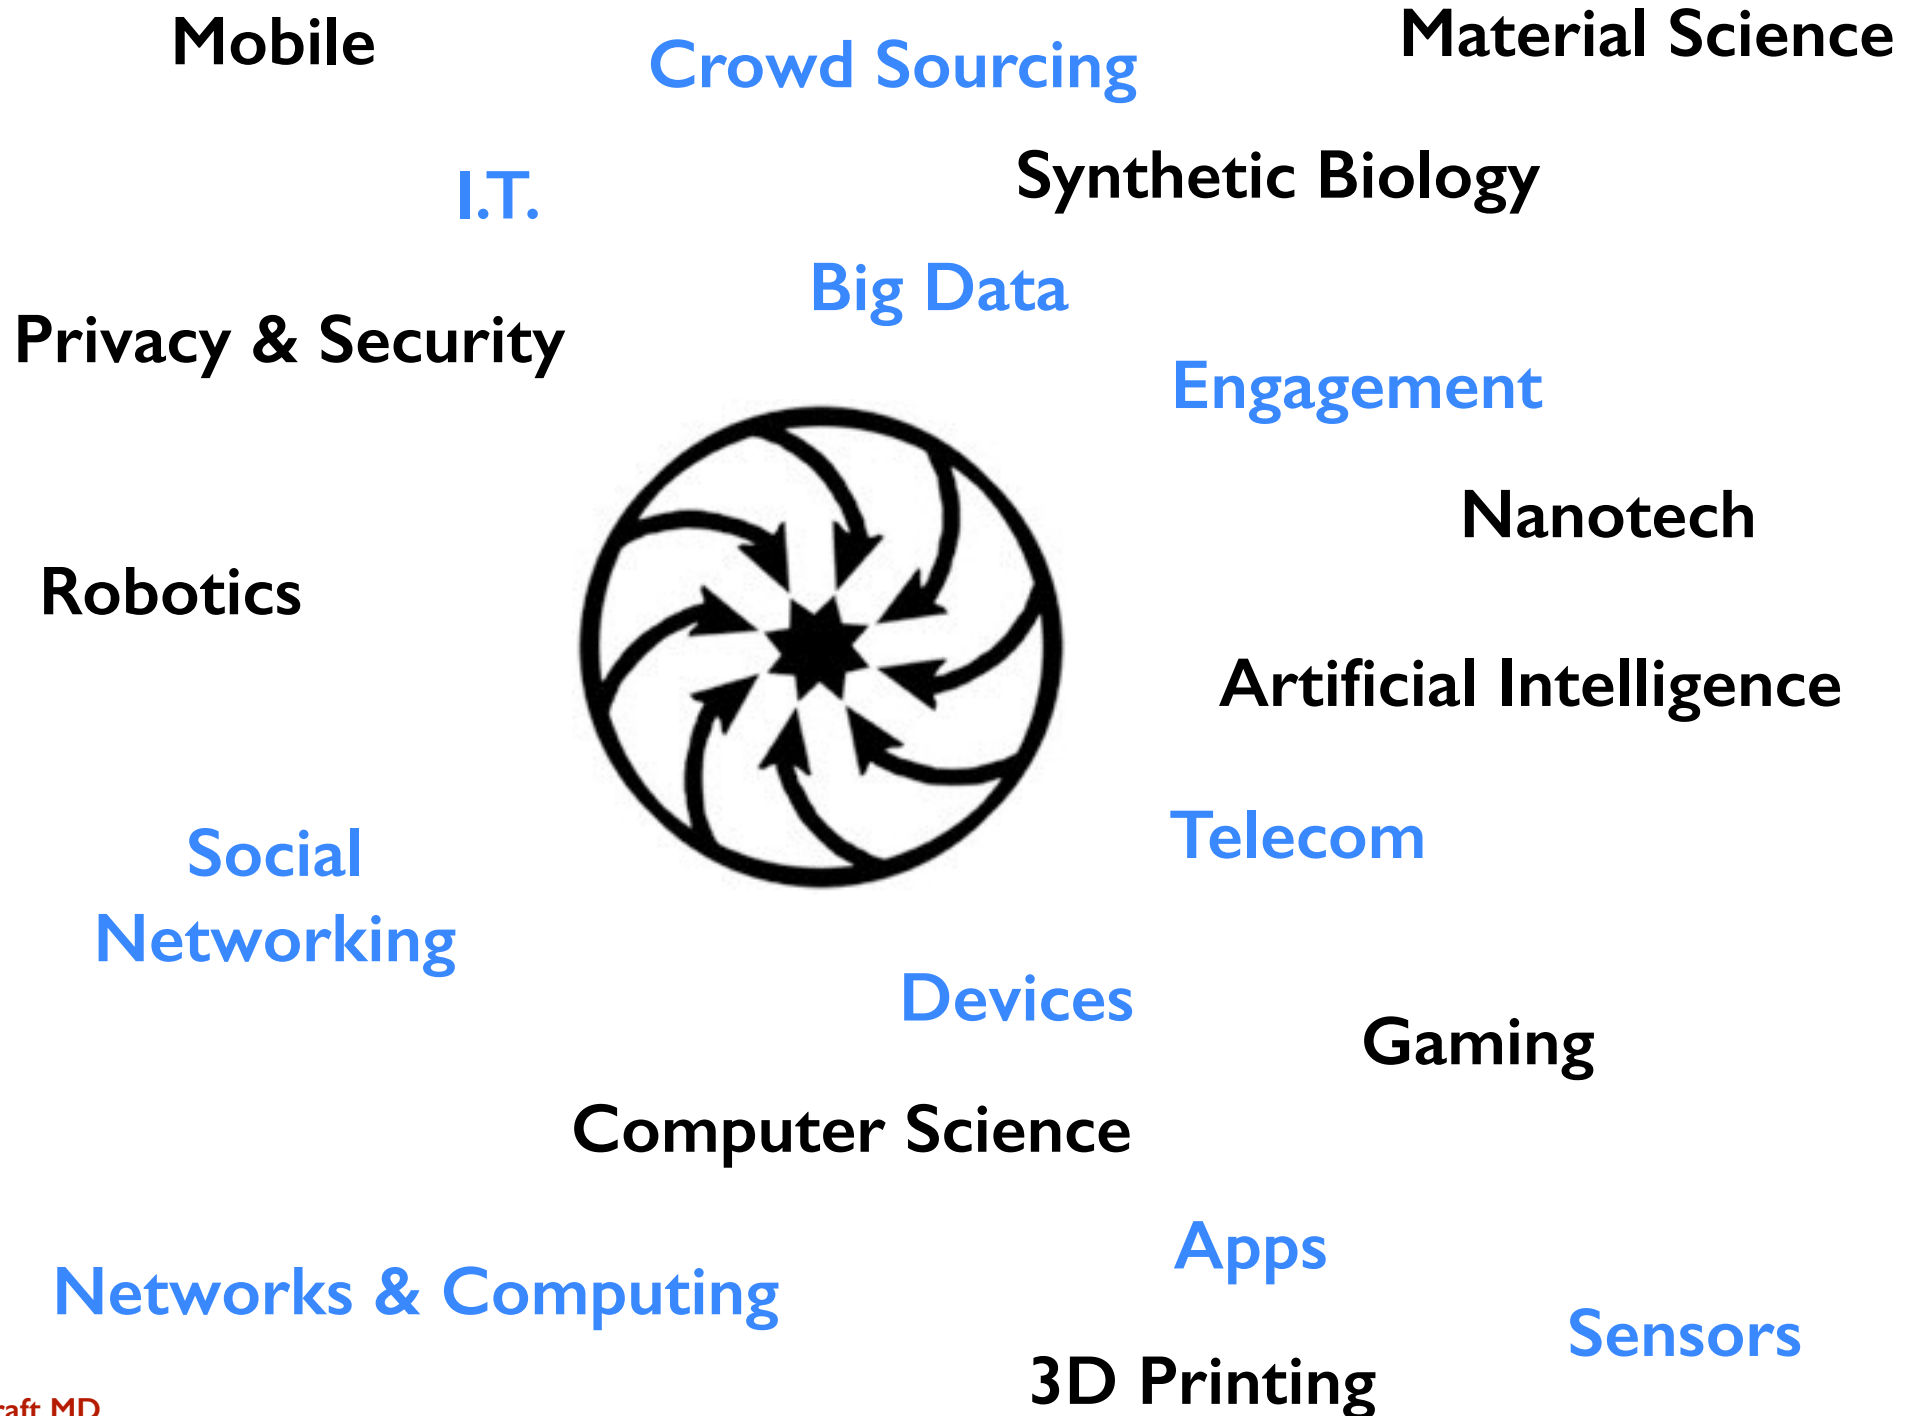 Mobile
Crowd Sourcing
Material Science
I.T.
Synthetic Biology
Big Data
Privacy & Security
Engagement
Nanotech
Robotics
Artificial Intelligence
Telecom
Social
Networking
Devices
Gaming
Computer Science
Apps
Networks & Computing
Sensors
3D Printing
MD